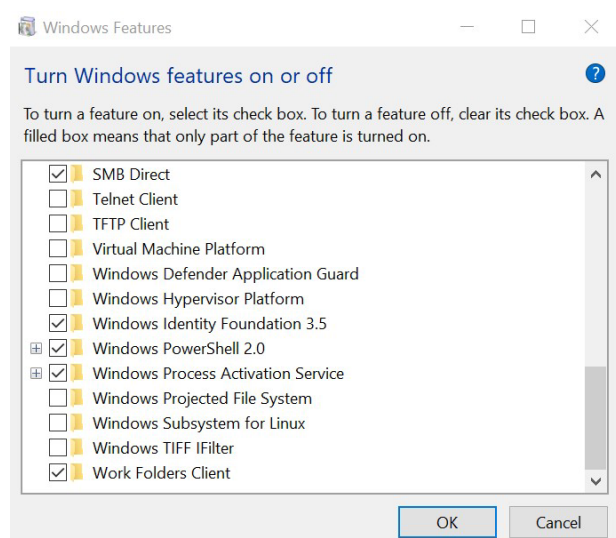 Windows Features
Turn Windows features on or off
?
To turn a feature on, select its check box. To turn a feature off, clear its check box. A
filled box means that only part of the feature is turned on.
SMB Direct
Telnet Client
TFTP Client
Virtual Machine Platform
Windows Defender Application Guard
Windows Hypervisor Platform
Windows Identity Foundation 3.5
Windows PowerShell 2.0
Windows Process Activation Service
Windows Projected File System
Windows Subsystem for Linux
Windows TIFF IFilter
Work Folders Client
OK Cancel